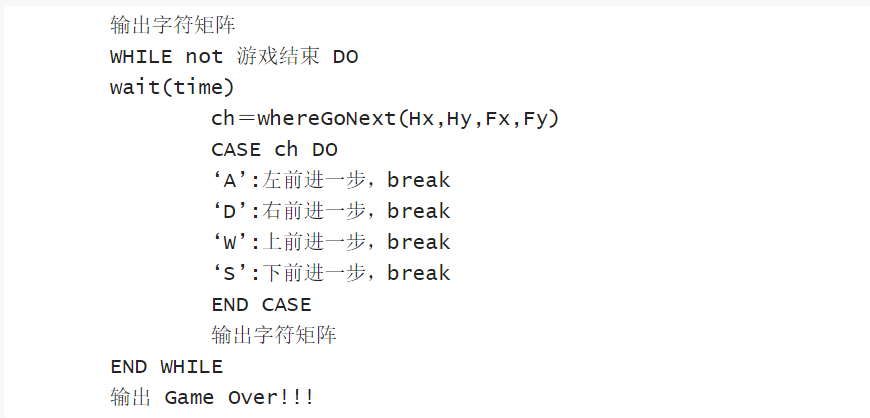 输出字符矩阵
WHILE not 游戏结束 DO
wait(time)
ch＝whereGoNext(Hx,Hy,Fx,Fy)
CASE ch DO
‘A’:左前进一步，break
‘D’:右前进一步，break
‘W’:上前进一步，break
‘S’:下前进一步，break
END CASE
输出字符矩阵
END WHILE
输出 Game Over!!!